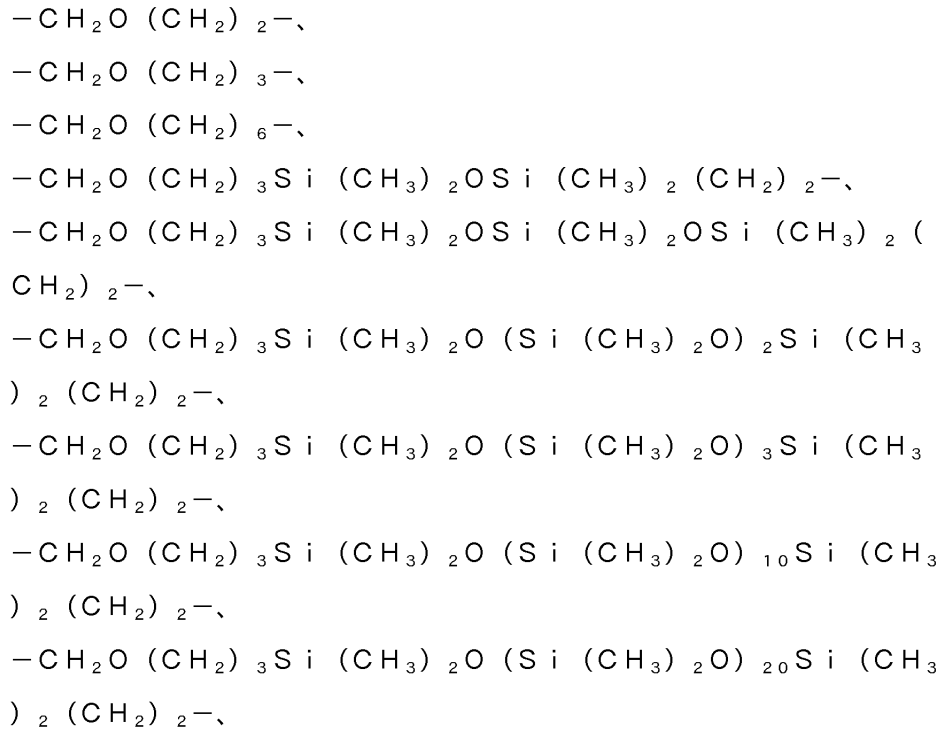 －ＣＨ₂Ｏ（ＣＨ₂）₂－、
－ＣＨ₂Ｏ（ＣＨ₂）₃－、
－ＣＨ₂Ｏ（ＣＨ₂）₆－、
－ＣＨ₂Ｏ（ＣＨ₂）₃Ｓｉ（ＣＨ₃）₂ＯＳｉ（ＣＨ₃）₂（ＣＨ₂）₂－、
－ＣＨ₂Ｏ（ＣＨ₂）₃Ｓｉ（ＣＨ₃）₂ＯＳｉ（ＣＨ₃）₂ＯＳｉ（ＣＨ₃）₂（
ＣＨ₂）₂－、
－ＣＨ₂Ｏ（ＣＨ₂）₃Ｓｉ（ＣＨ₃）₂Ｏ（Ｓｉ（ＣＨ₃）₂Ｏ）₂Ｓｉ（ＣＨ₃
）₂（ＣＨ₂）₂－、
－ＣＨ₂Ｏ（ＣＨ₂）₃Ｓｉ（ＣＨ₃）₂Ｏ（Ｓｉ（ＣＨ₃）₂Ｏ）₃Ｓｉ（ＣＨ₃
）₂（ＣＨ₂）₂－、
－ＣＨ₂Ｏ（ＣＨ₂）₃Ｓｉ（ＣＨ₃）₂Ｏ（Ｓｉ（ＣＨ₃）₂Ｏ）₁₀Ｓｉ（ＣＨ₃
）₂（ＣＨ₂）₂－、
－ＣＨ₂Ｏ（ＣＨ₂）₃Ｓｉ（ＣＨ₃）₂Ｏ（Ｓｉ（ＣＨ₃）₂Ｏ）₂₀Ｓｉ（ＣＨ₃
）₂（ＣＨ₂）₂－、